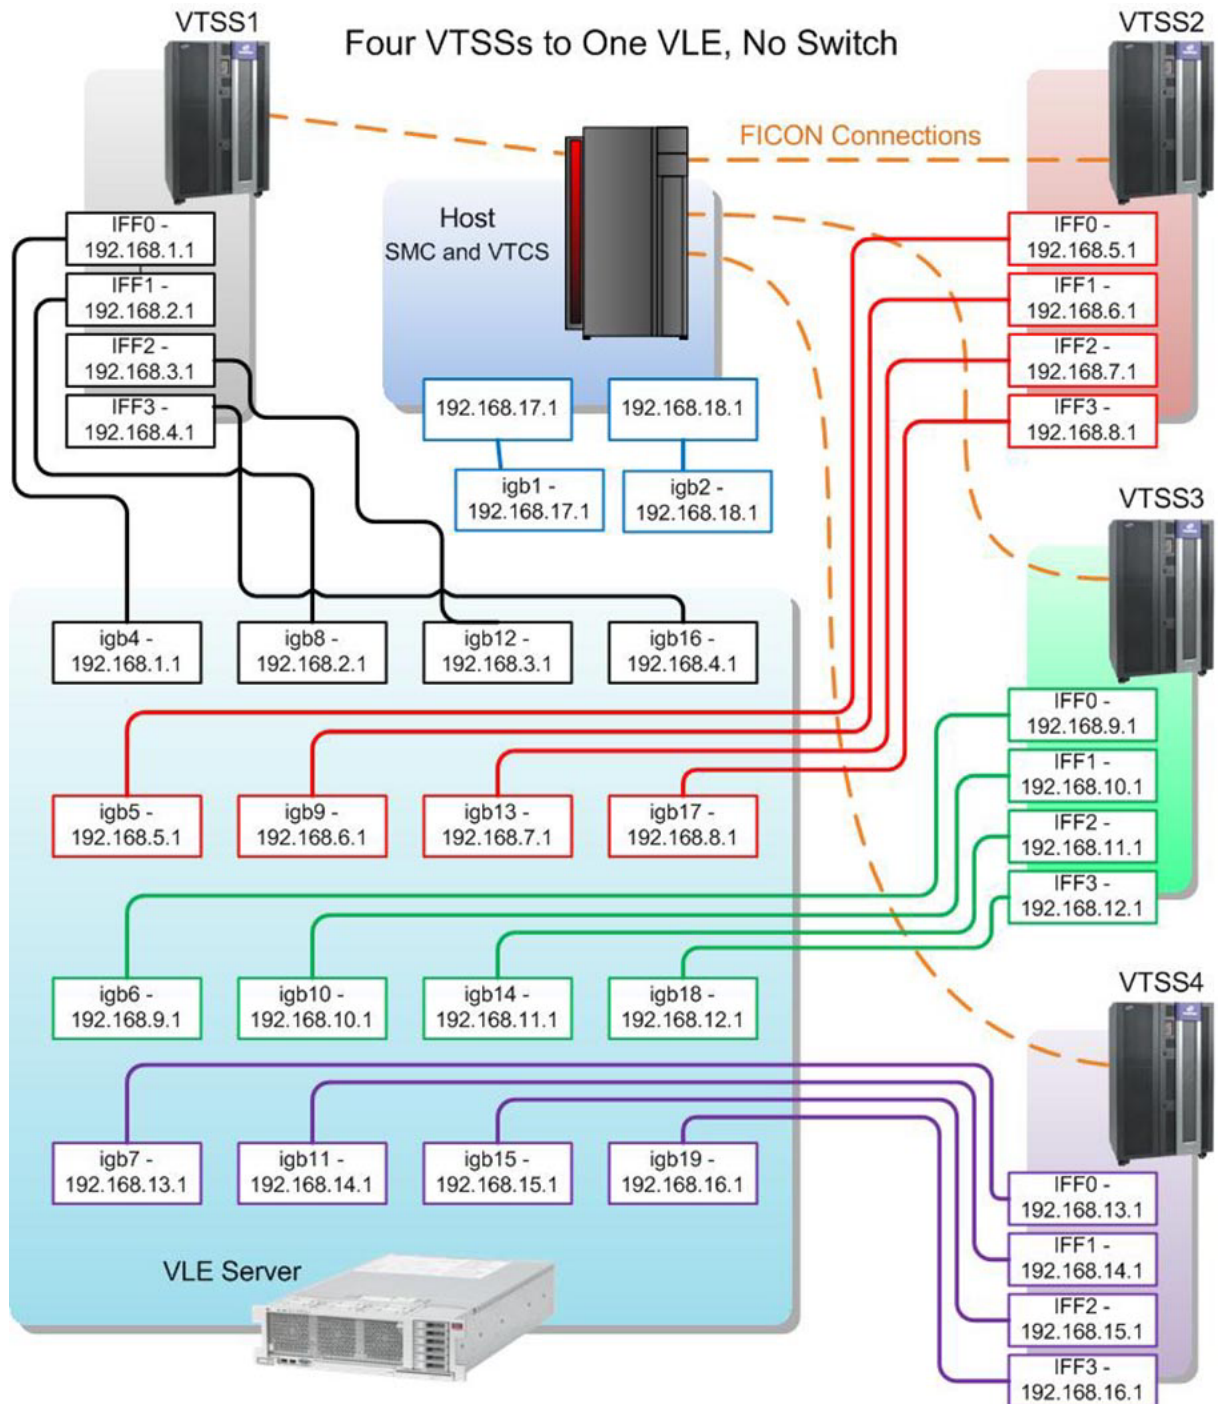 VTSS1
Four VTSSs to One VLE, No Switch
VTSS2
FICON Connections
Host
SMC and VTCS
IFF0 -
192.168.1.1
IFF1 -
192.168.2.1
IFF2 -
192.168.3.1
IFF3 -
192.168.4.1
IFF0 -
192.168.5.1
IFF1 -
192.168.6.1
IFF2 -
192.168.7.1
IFF3 -
192.168.8.1
192.168.17.1
192.168.18.1
igb1 -
192.168.17.1
igb2 -
192.168.18.1
VTSS3
igb4 -
192.168.1.1
igb8 -
192.168.2.1
igb12 -
192.168.3.1
igb16 -
192.168.4.1
IFF0 -
192.168.9.1
IFF1 -
192.168.10.1
IFF2 -
192.168.11.1
IFF3 -
192.168.12.1
igb5 -
192.168.5.1
igb9 -
192.168.6.1
igb13 -
192.168.7.1
igb17 -
192.168.8.1
igb6 -
192.168.9.1
igb10 -
192.168.10.1
igb14 -
192.168.11.1
igb18 -
192.168.12.1
VTSS4
igb7 -
192.168.13.1
igb11 -
192.168.14.1
igb15 -
192.168.15.1
igb19 -
192.168.16.1
IFF0 -
192.168.13.1
IFF1 -
192.168.14.1
IFF2 -
192.168.15.1
IFF3 -
192.168.16.1
VLE Server